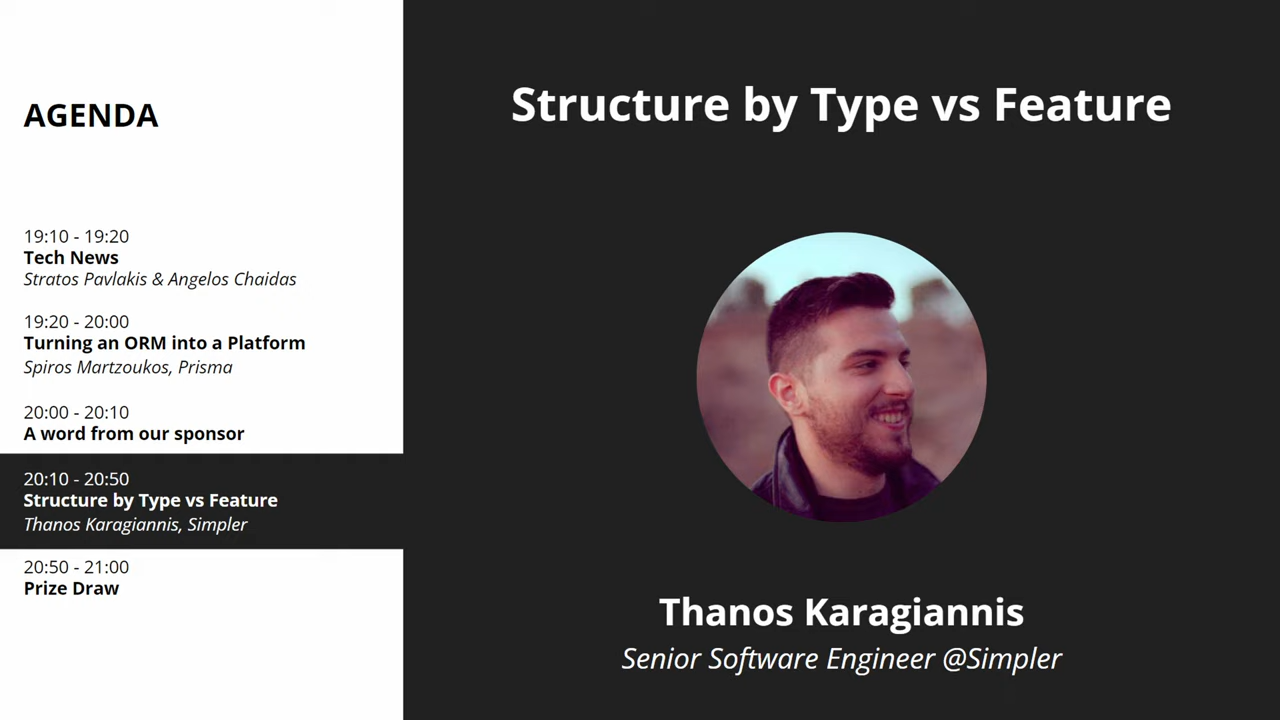 AGENDA
19:10 - 19:20
Tech News
Stratos Pavlakis & Angelos Chaidas
19:20 - 20:00
Turning an ORM into a Platform
Spiros Martzoukos, Prisma
20:00 - 20:10
A word from our sponsor
20:10 - 20:50
Structure by Type vs Feature
Thanos Karagiannis, Simpler
20:50 - 21:00
Prize Draw
Structure by Type vs Feature
Thanos Karagiannis
Senior Software Engineer @Simpler